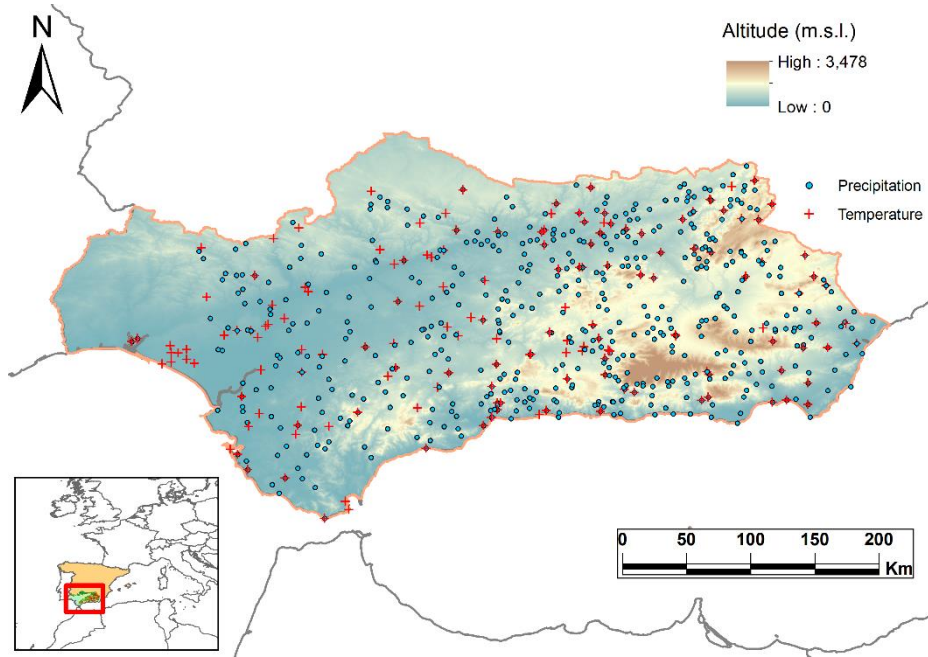 N
Altitude (m.s.l.)
High : 3,478
Low : 0
Precipitation
Temperature
0 50 100 150 200
Km